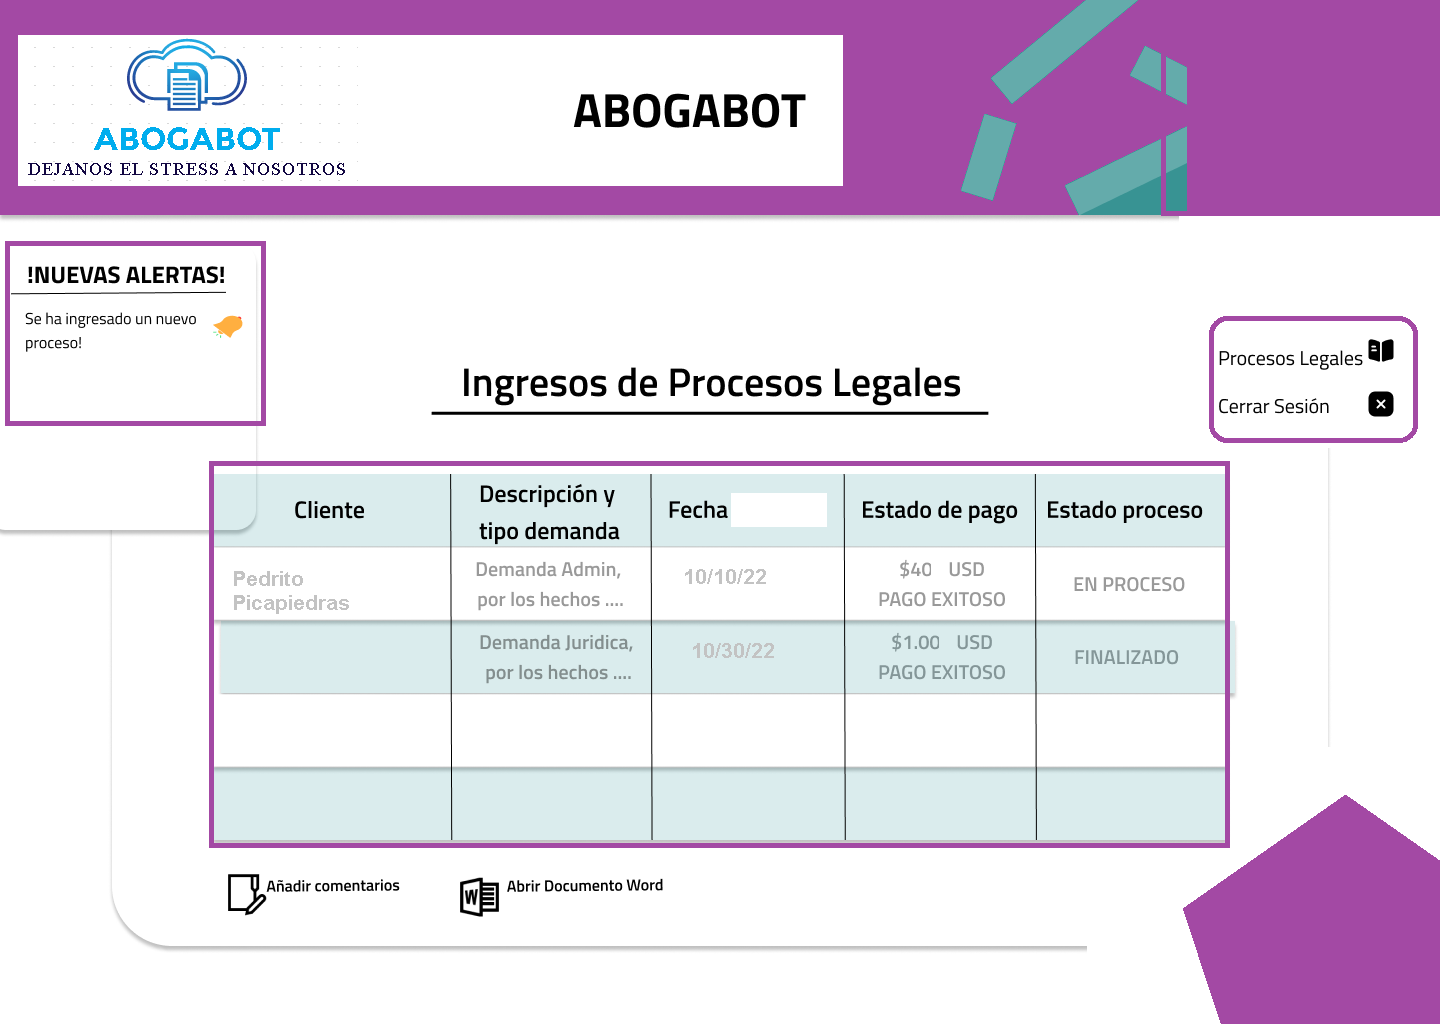 ABOGABOT
DEJANOS EL STRESS A NOSOTROS
ABOGABOT
!NUEVAS ALERTAS!
Se ha ingresado un nuevo
proceso!
Procesos Legales
Cerrar Sesión
Ingresos de Procesos Legales
Cliente
Descripción y
tipo demanda
Fecha
Estado de pago
Estado proceso
Pedrito
Picapiedras
Demanda Admin,
por los hechos ....
10/10/22
$40 USD
PAGO EXITOSO
EN PROCESO
Demanda Juridica,
por los hechos ....
10/30/22
$1.00 USD
PAGO EXITOSO
FINALIZADO
Añadir comentarios
W
Abrir Documento Word